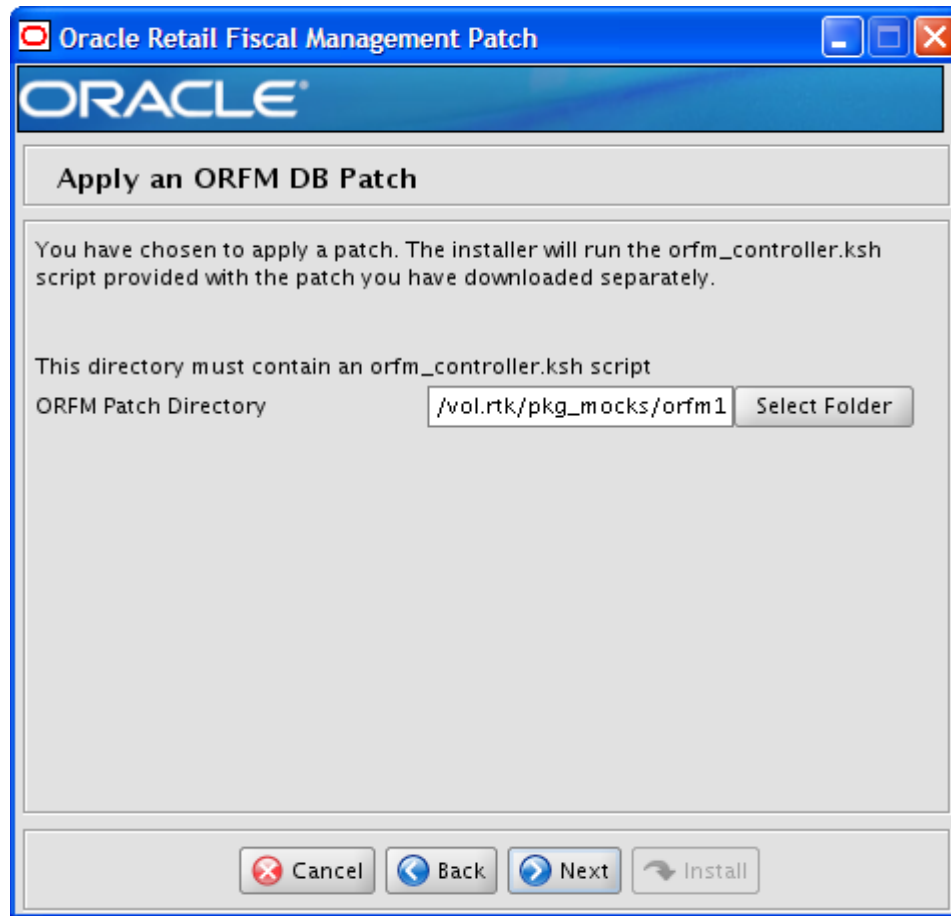 Oracle Retail Fiscal Management Patch
ORACLE
Apply an ORFM DB Patch
You have chosen to apply a patch. The installer will run the orfm_controller.ksh
script provided with the patch you have downloaded separately.
This directory must contain an orfm_controller.ksh script
ORFM Patch Directory /vol.rtk/pkg_mocks/orfm1 Select Folder
Cancel Back Next Install